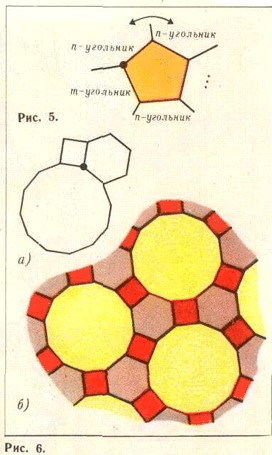 n-угольник
n-угольник
m-угольник
n-угольник
Рис. 5.
а)
б)
Рис. 6.